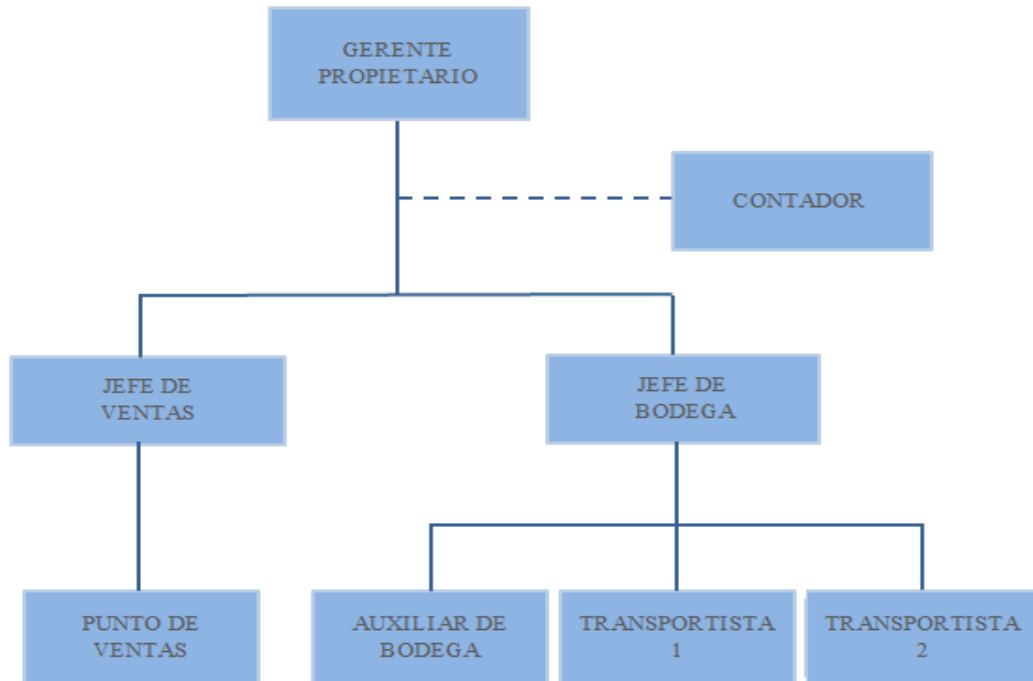 GERENTE
PROPIETARIO
CONTADOR
JEFE DE
VENTAS
JEFE DE
BODEGA
PUNTO DE
VENTAS
AUXILIAR DE
BODEGA
TRANSPORTISTA
1
TRANSPORTISTA
2